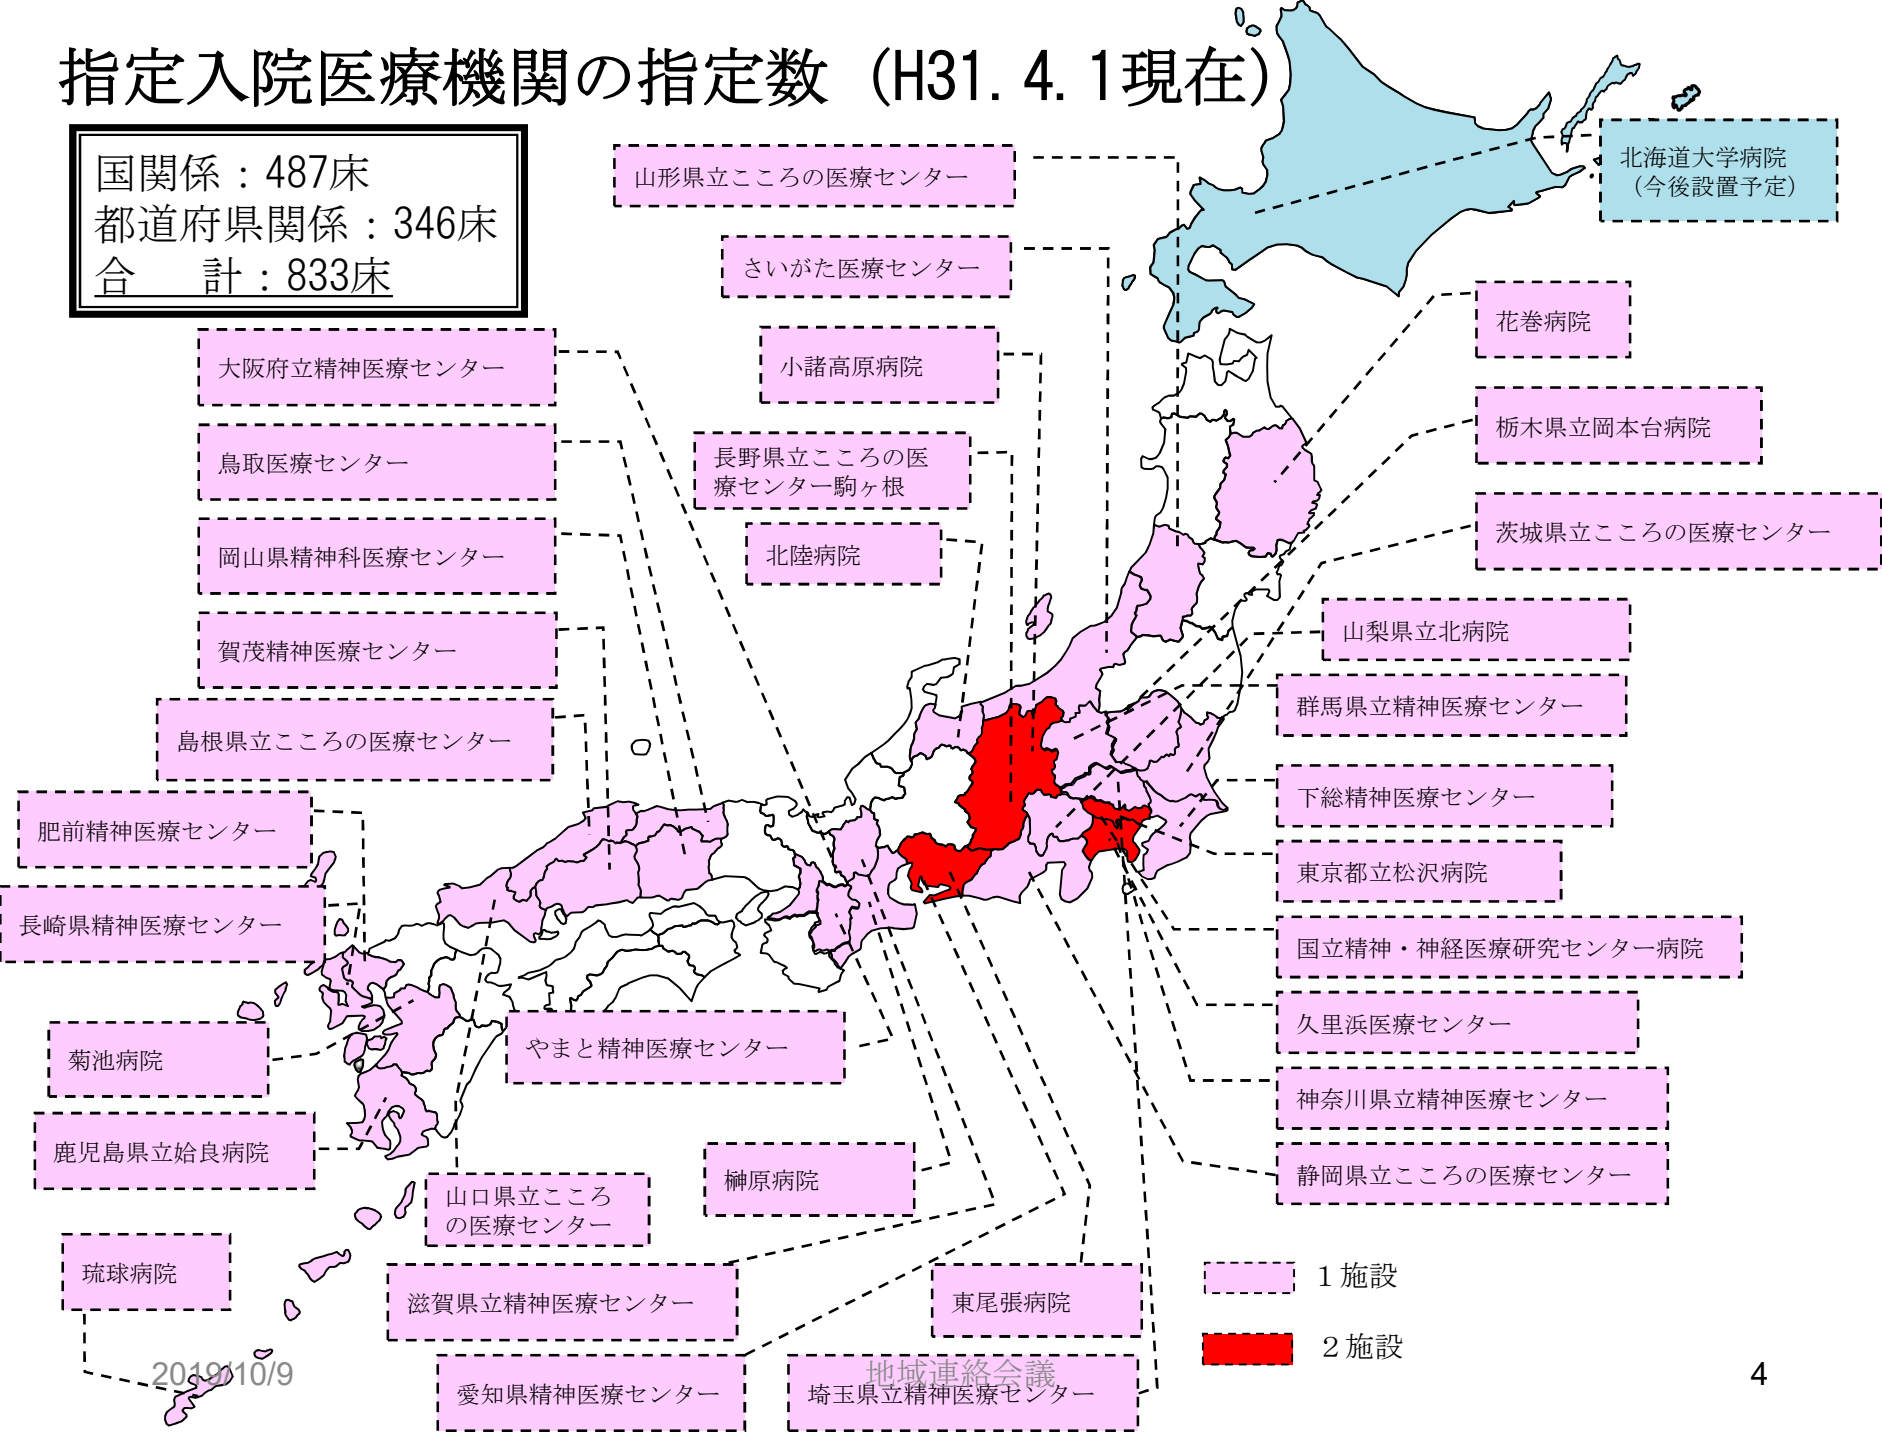 指定入院医療機関の指定数（H31.4.1現在）
国関係：487床
都道府県関係：346床
合　　計：833床
山形県立こころの医療センター
北海道大学病院
（今後設置予定）
さいがた医療センター
花巻病院
大阪府立精神医療センター
小諸高原病院
栃木県立岡本台病院
鳥取医療センター
長野県立こころの医
療センター駒ヶ根
茨城県立こころの医療センター
岡山県精神科医療センター
北陸病院
賀茂精神医療センター
山梨県立北病院
島根県立こころの医療センター
群馬県立精神医療センター
肥前精神医療センター
下総精神医療センター
長崎県精神医療センター
東京都立松沢病院
国立精神・神経医療研究センター病院
菊池病院
やまと精神医療センター
久里浜医療センター
神奈川県立精神医療センター
鹿児島県立姶良病院
榊原病院
静岡県立こころの医療センター
山口県立こころ
の医療センター
琉球病院
滋賀県立精神医療センター
東尾張病院
１施設
２施設
愛知県精神医療センター
埼玉県立精神医療センター
2019/10/9
地域連絡会議
4